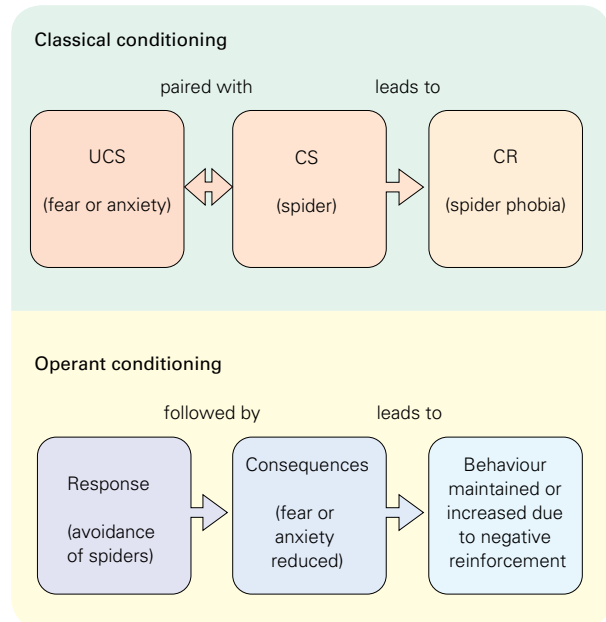 Classical conditioning
paired with
leads to
UCS
(fear or anxiety)
CS
(spider)
CR
(spider phobia)
Operant conditioning
followed by
leads to
Response
(avoidance
of spiders)
Consequences
(fear or
anxiety
reduced)
Behaviour
maintained or
increased due
to negative
reinforcement